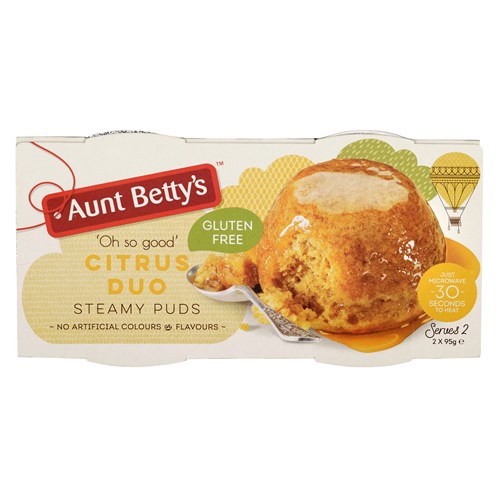 Aunt Betty's™
'Oh so good'
CITRUS
DUO
STEAMY PUDS
~ NO ARTIFICIAL COLOURS & FLAVOURS ~
GLUTEN
FREE
JUST
MICROWAVE
~30~
SECONDS
TO HEAT
Serves 2
2 X 95g ℮